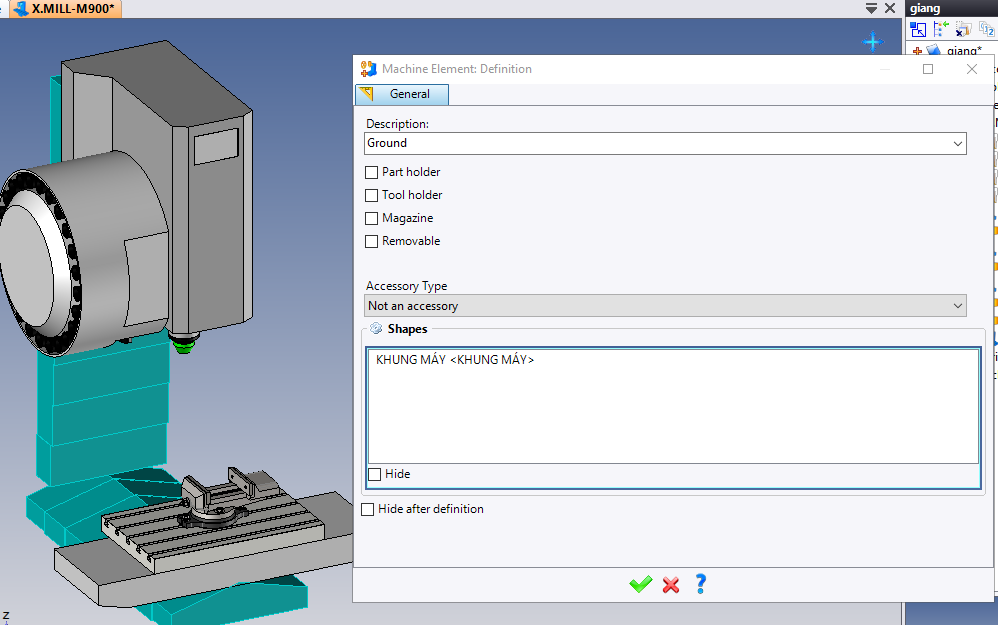 X.MILL-M900*
giang
giang*
Machine Element: Definition
General
Description:
Ground
Part holder
Tool holder
Magazine
Removable
Accessory Type
Not an accessory
Shapes
KHUNG MÁY <KHUNG MÁY>
Hide
Hide after definition
z